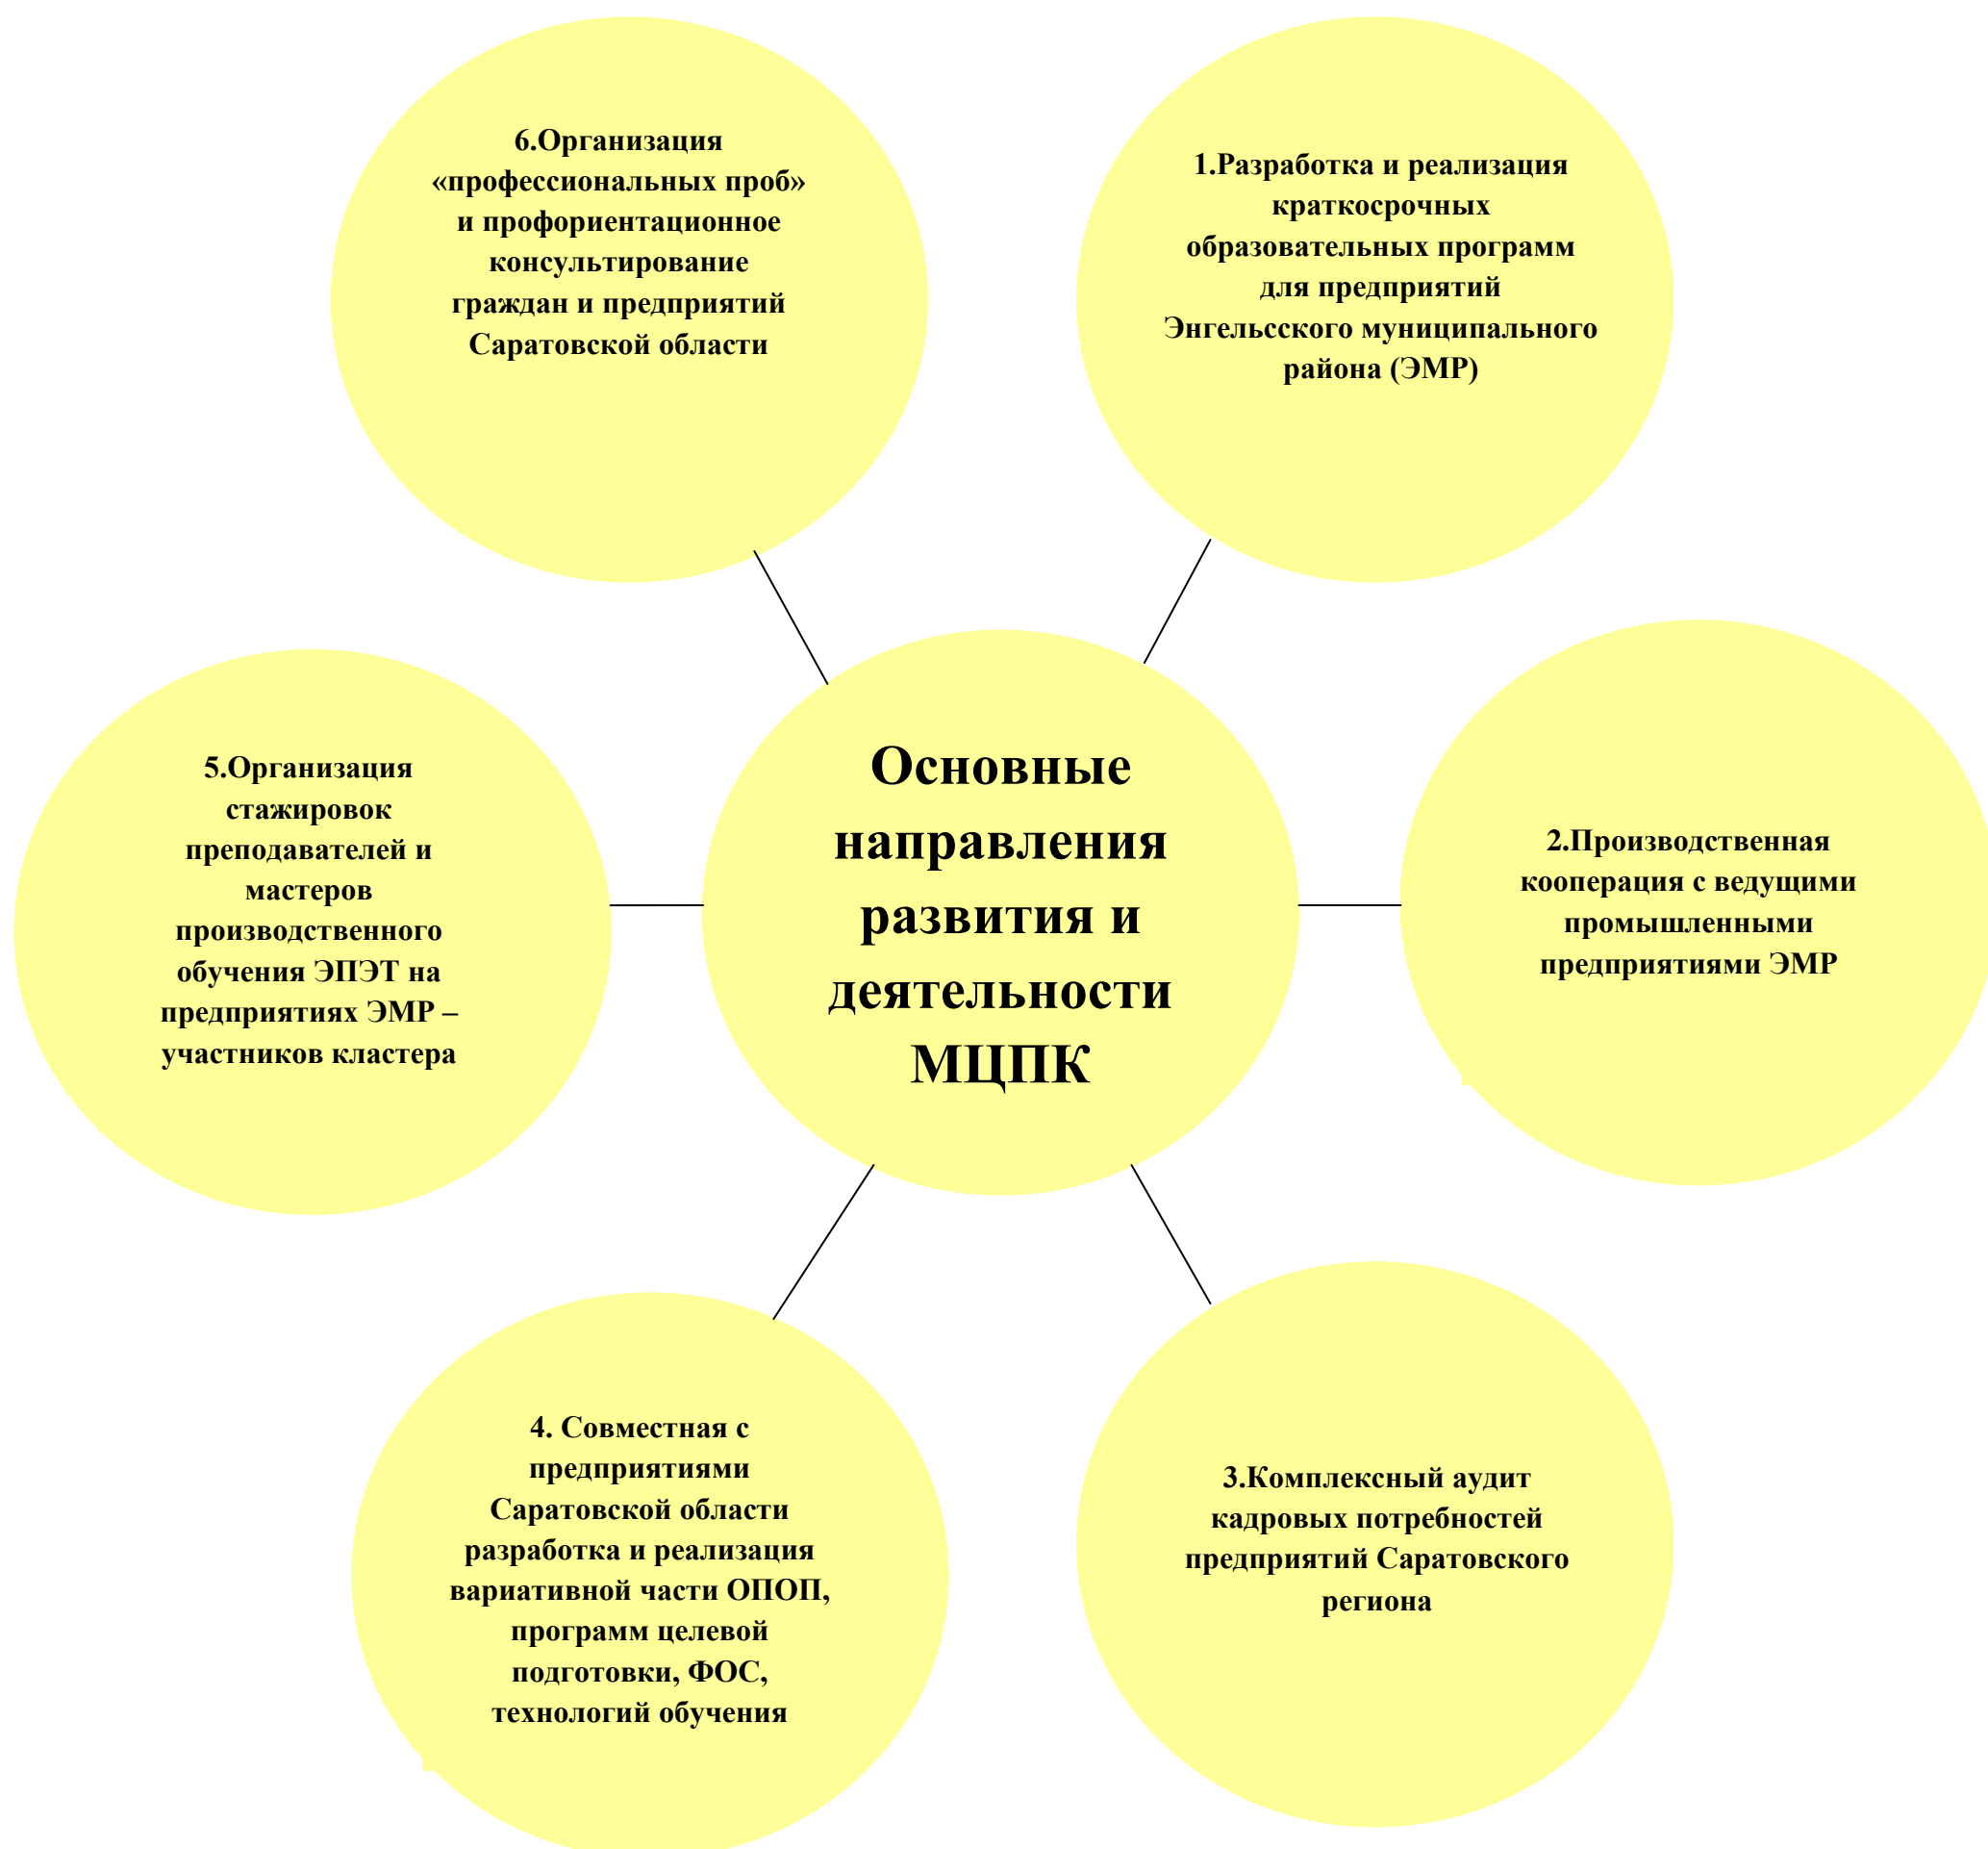 6.Организация
«профессиональных проб»
и профориентационное
консультирование
граждан и предприятий
Саратовской области
1.Разработка и реализация
краткосрочных
образовательных программ
для предприятий
Энгельсского муниципального
района (ЭМР)
5.Организация
стажировок
преподавателей и
мастеров
производственного
обучения ЭПЭТ на
предприятиях ЭМР –
участников кластера
Основные
направления
развития и
деятельности
МЦПК
2.Производственная
кооперация с ведущими
промышленными
предприятиями ЭМР
4. Совместная с
предприятиями
Саратовской области
разработка и реализация
вариативной части ОПОП,
программ целевой
подготовки, ФОС,
технологий обучения
3.Комплексный аудит
кадровых потребностей
предприятий Саратовского
региона